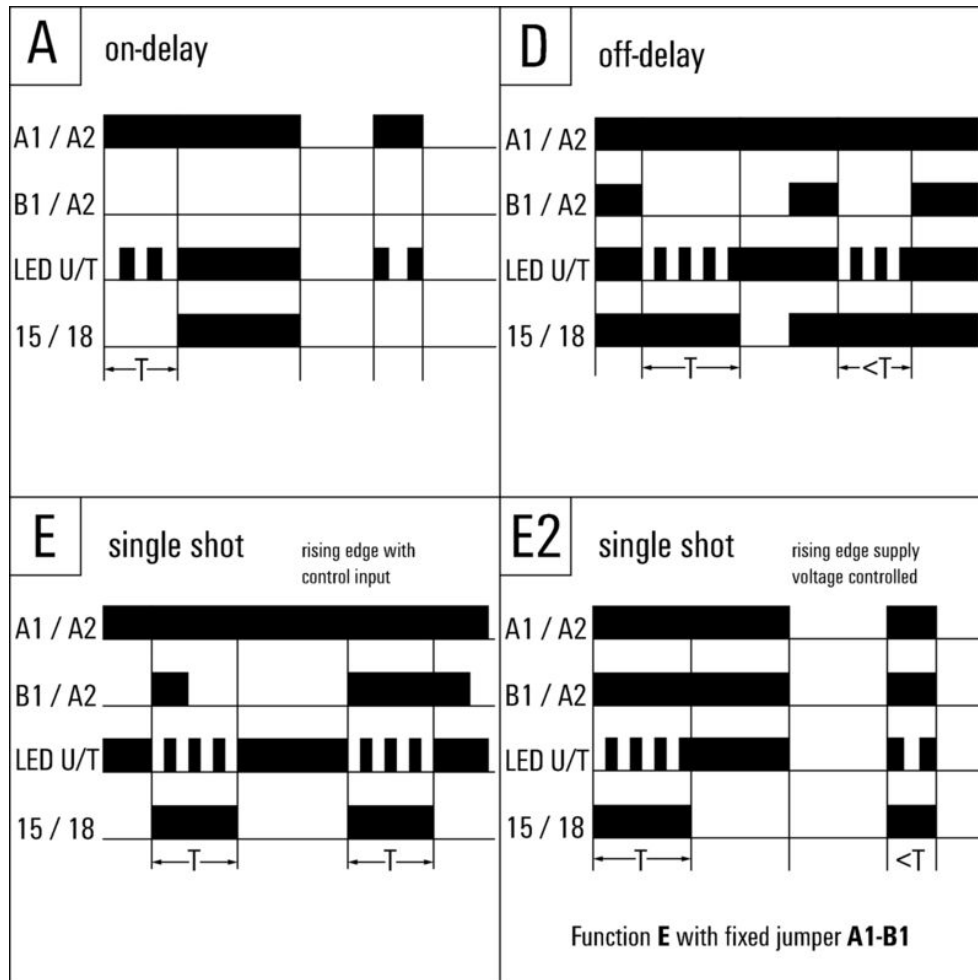 A on-delay
A1 / A2
B1 / A2
LED U/T
15 / 18
T
D off-delay
A1 / A2
B1 / A2
LED U/T
15 / 18
T <T
E single shot rising edge with
control input
A1 / A2
B1 / A2
LED U/T
15 / 18
T T
E2 single shot rising edge supply
voltage controlled
A1 / A2
B1 / A2
LED U/T
15 / 18
T <T
Function E with fixed jumper A1-B1